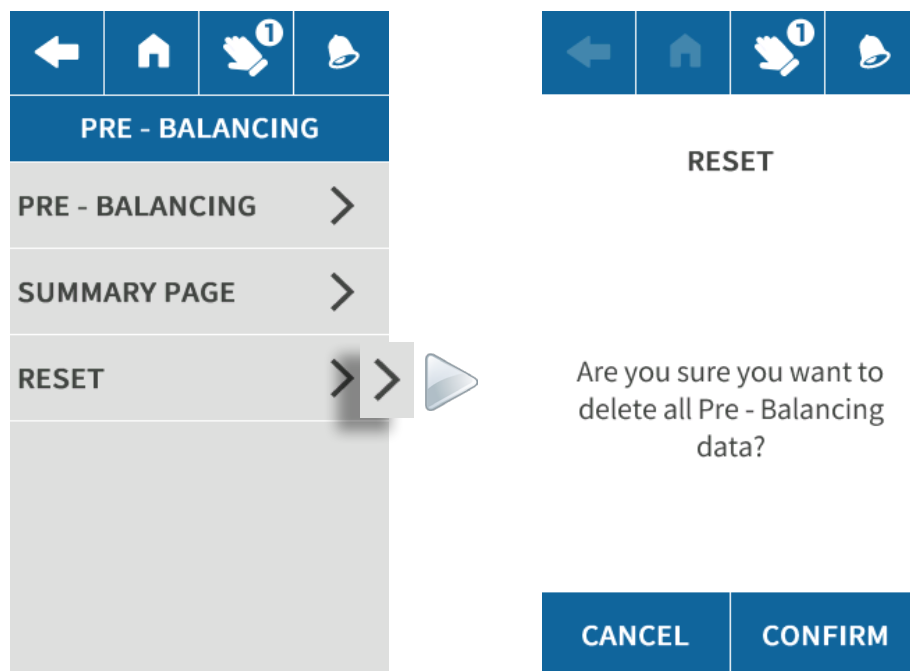 1
PRE - BALANCING
PRE - BALANCING
SUMMARY PAGE
RESET
1
RESET
Are you sure you want to
delete all Pre - Balancing
data?
CANCEL
CONFIRM